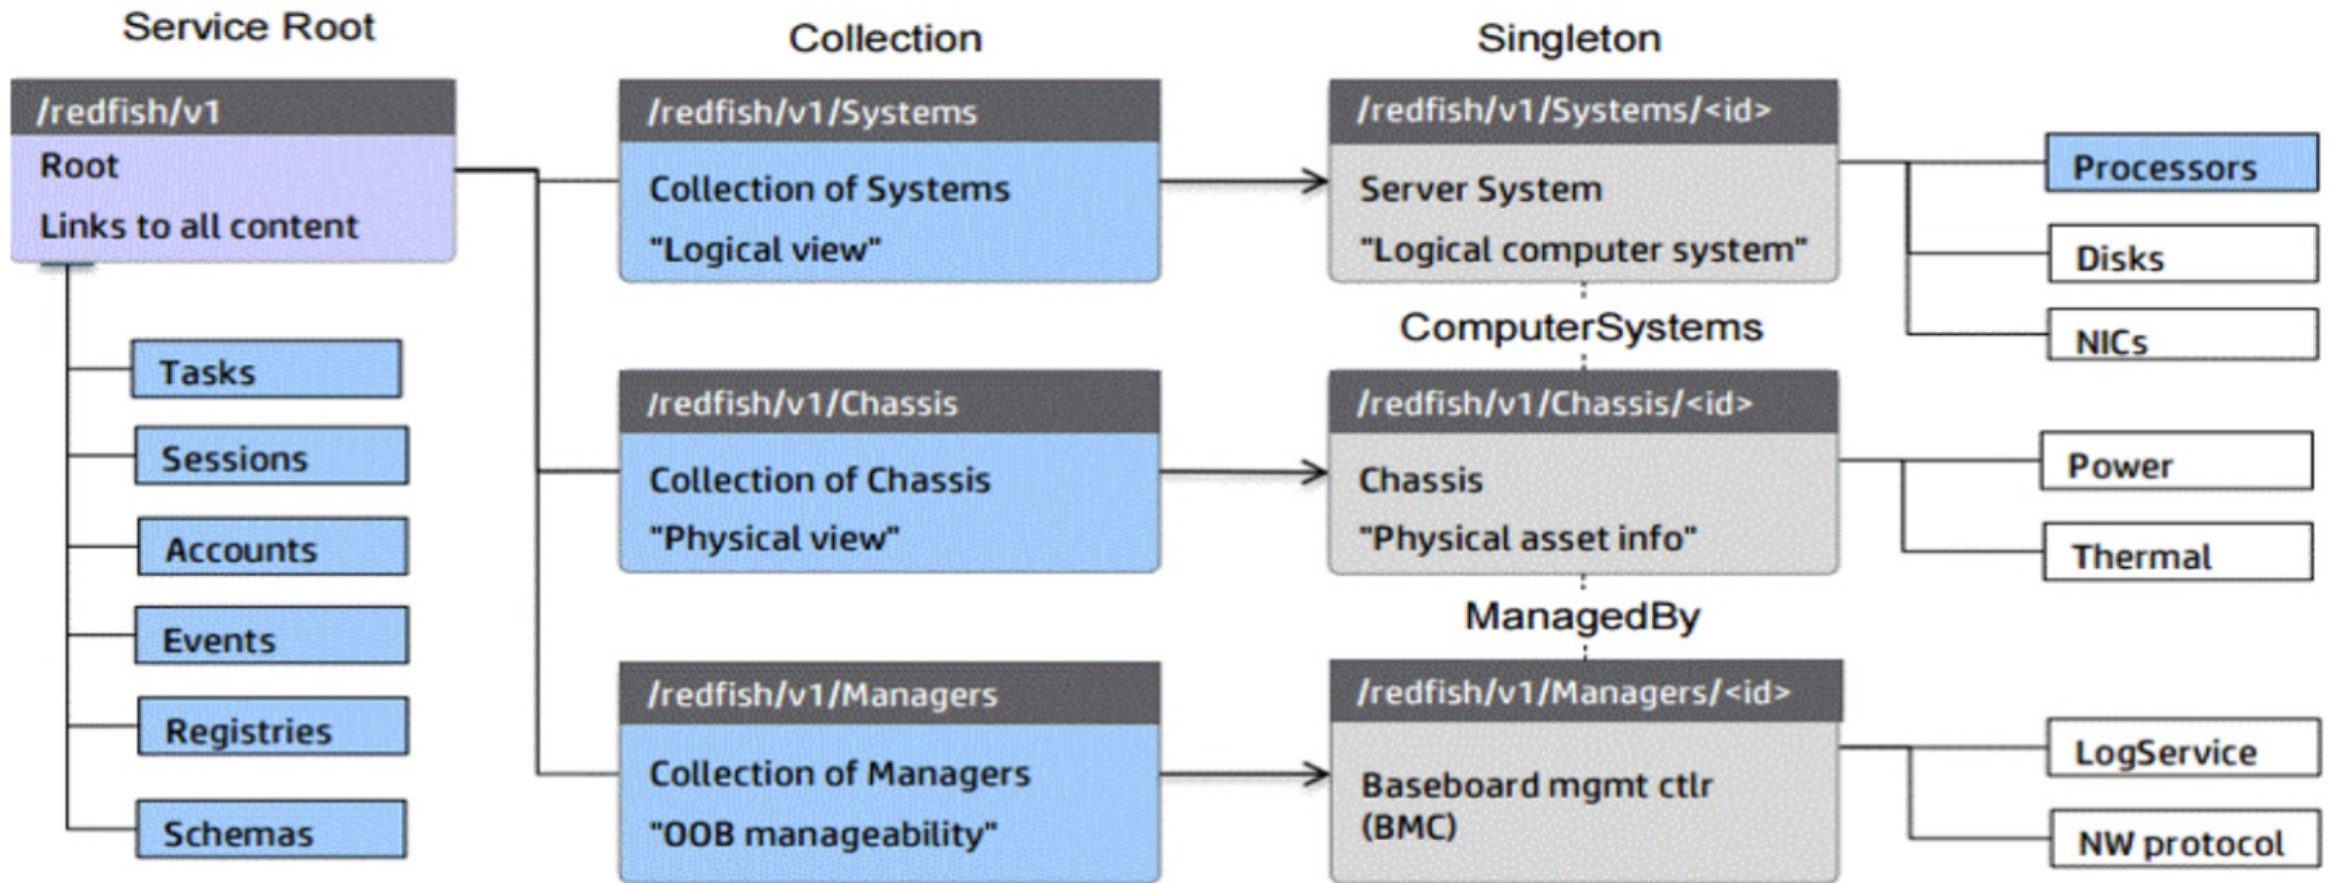 Service Root
Collection
Singleton
/redfish/v1
Root
Links to all content
/redfish/v1/Systems
Collection of Systems
"Logical view"
/redfish/v1/Systems/<id>
Server System
"Logical computer system"
Processors
Disks
NICs
ComputerSystems
Tasks
Sessions
Accounts
Events
Registries
Schemas
/redfish/v1/Chassis
Collection of Chassis
"Physical view"
/redfish/v1/Chassis/<id>
Chassis
"Physical asset info"
Power
Thermal
ManagedBy
/redfish/v1/Managers
Collection of Managers
"OOB manageability"
/redfish/v1/Managers/<id>
Baseboard mgmt ctlr
(BMC)
LogService
NW protocol